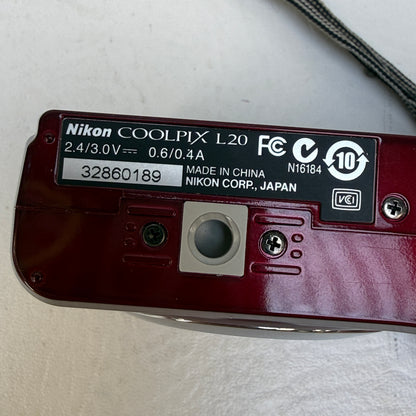 Nikon COOLPIX L20
2.4/3.0V⎓ 0.6/0.4A
32860189
MADE IN CHINA
NIKON CORP., JAPAN
FC
N16184
10
VCI